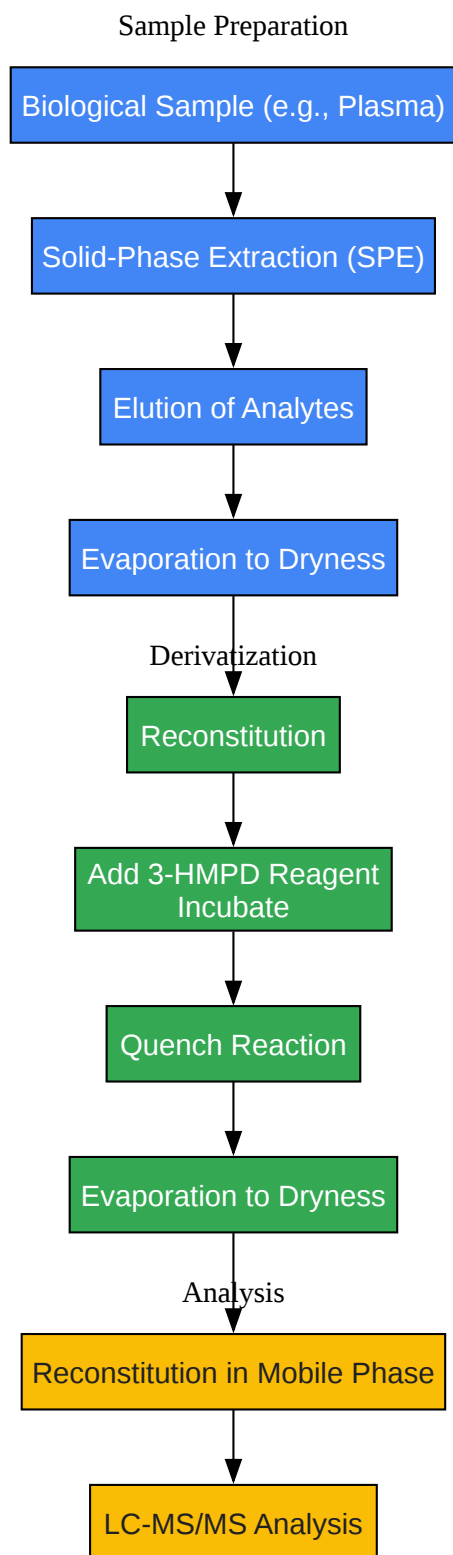 Sample Preparation
Biological Sample (e.g., Plasma)
Solid-Phase Extraction (SPE)
Elution of Analytes
Evaporation to Dryness
Derivatization
Reconstitution
Add 3-HMPD Reagent
Incubate
Quench Reaction
Evaporation to Dryness
Analysis
Reconstitution in Mobile Phase
LC-MS/MS Analysis